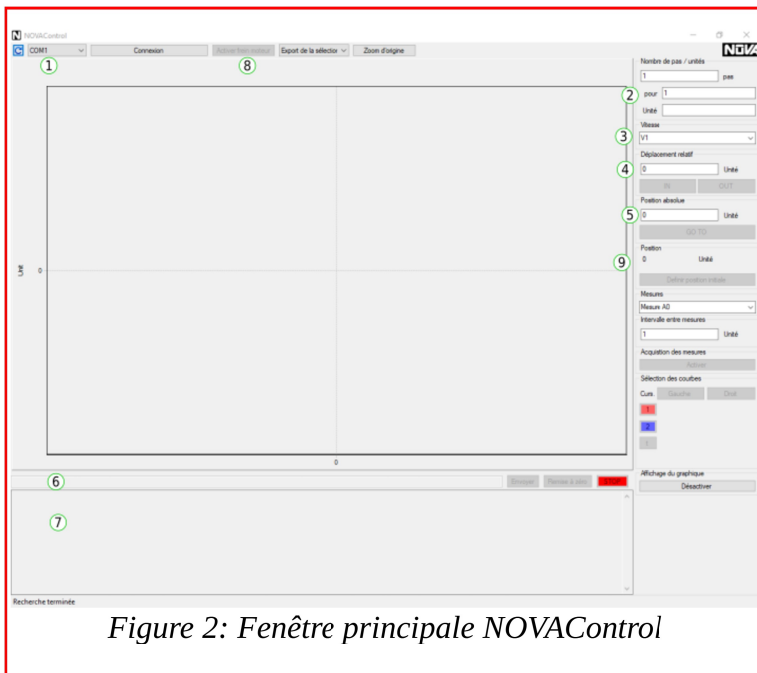 NOVAControl
COM1 Connexion Activer frein moteur Export de la sélection Zoom d'origine
NOVA
1 8
Nombre de pas / unités
1 pas
2 pour 1
Unité
Vitesse
3 V1
Déplacement relatif
4 0 Unité
IN OUT
Position absolue
5 0 Unité
GO TO
Position
9 0 Unité
Définir position initiale
Mesures
Mesure A0
Intervalle entre mesures
1 Unité
Acquisition des mesures
Activer
Sélection des courbes
Curs. Gauche Droit
1
2
Unit 0
0
6 Envoyer Remise à zéro STOP
Affichage du graphique
Désactiver
7
Recherche terminée
Figure 2: Fenêtre principale NOVAControl